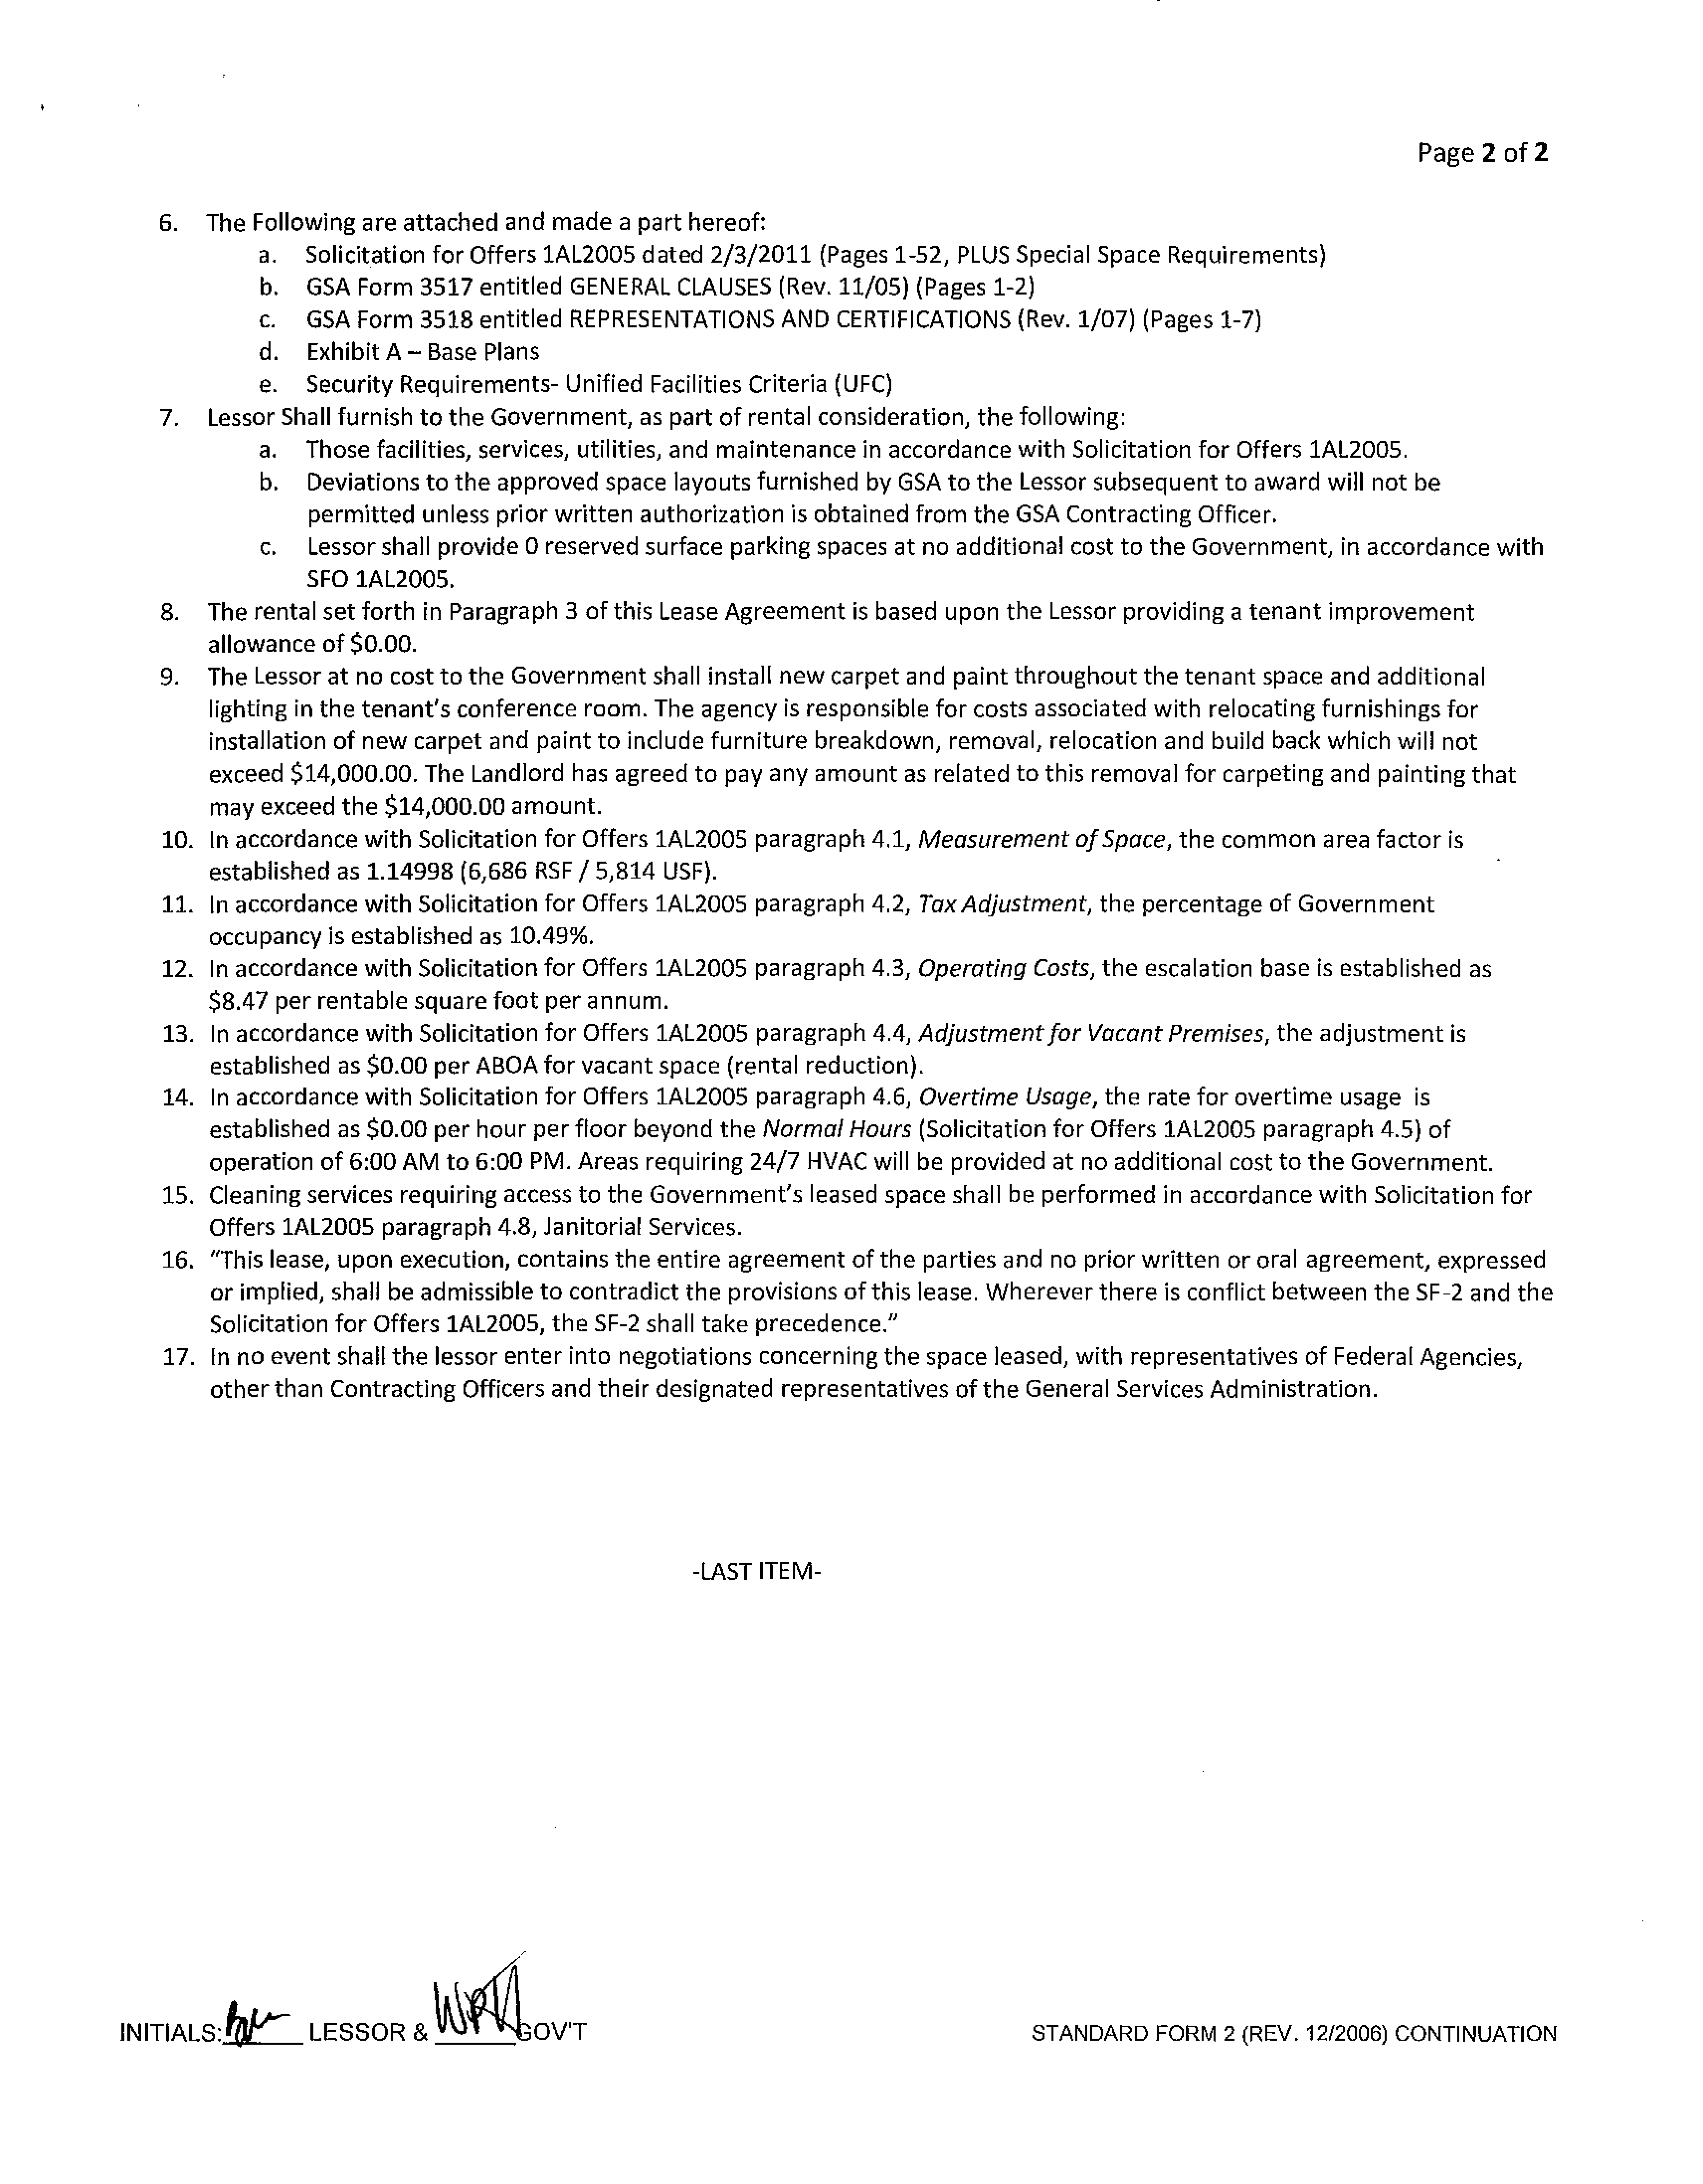 Page 2 of 2
6. The Following are attached and made a part hereof:
a. Solicitation for Offers 1AL2005 dated 2/3/2011 (Pages 1-52, PLUS Special Space Requirements)
b. GSA Form 3517 entitled GENERAL CLAUSES (Rev. 11/05) (Pages 1-2)
c. GSA Form 3518 entitled REPRESENTATIONS AND CERTIFICATIONS (Rev. 1/07) (Pages 1-7)
d. Exhibit A – Base Plans
e. Security Requirements- Unified Facilities Criteria (UFC)
7. Lessor Shall furnish to the Government, as part of rental consideration, the following:
a. Those facilities, services, utilities, and maintenance in accordance with Solicitation for Offers 1AL2005.
b. Deviations to the approved space layouts furnished by GSA to the Lessor subsequent to award will not be
permitted unless prior written authorization is obtained from the GSA Contracting Officer.
c. Lessor shall provide 0 reserved surface parking spaces at no additional cost to the Government, in accordance with
SFO 1AL2005.
8. The rental set forth in Paragraph 3 of this Lease Agreement is based upon the Lessor providing a tenant improvement
allowance of $0.00.
9. The Lessor at no cost to the Government shall install new carpet and paint throughout the tenant space and additional
lighting in the tenant's conference room. The agency is responsible for costs associated with relocating furnishings for
installation of new carpet and paint to include furniture breakdown, removal, relocation and build back which will not
exceed $14,000.00. The Landlord has agreed to pay any amount as related to this removal for carpeting and painting that
may exceed the $14,000.00 amount.
10. In accordance with Solicitation for Offers 1AL2005 paragraph 4.1, Measurement of Space, the common area factor is
established as 1.14998 (6,686 RSF / 5,814 USF).
11. In accordance with Solicitation for Offers 1AL2005 paragraph 4.2, Tax Adjustment, the percentage of Government
occupancy is established as 10.49%.
12. In accordance with Solicitation for Offers 1AL2005 paragraph 4.3, Operating Costs, the escalation base is established as
$8.47 per rentable square foot per annum.
13. In accordance with Solicitation for Offers 1AL2005 paragraph 4.4, Adjustment for Vacant Premises, the adjustment is
established as $0.00 per ABOA for vacant space (rental reduction).
14. In accordance with Solicitation for Offers 1AL2005 paragraph 4.6, Overtime Usage, the rate for overtime usage is
established as $0.00 per hour per floor beyond the Normal Hours (Solicitation for Offers 1AL2005 paragraph 4.5) of
operation of 6:00 AM to 6:00 PM. Areas requiring 24/7 HVAC will be provided at no additional cost to the Government.
15. Cleaning services requiring access to the Government's leased space shall be performed in accordance with Solicitation for
Offers 1AL2005 paragraph 4.8, Janitorial Services.
16. "This lease, upon execution, contains the entire agreement of the parties and no prior written or oral agreement, expressed
or implied, shall be admissible to contradict the provisions of this lease. Wherever there is conflict between the SF-2 and the
Solicitation for Offers 1AL2005, the SF-2 shall take precedence."
17. In no event shall the lessor enter into negotiations concerning the space leased, with representatives of Federal Agencies,
other than Contracting Officers and their designated representatives of the General Services Administration.
-LAST ITEM-
INITIALS: LESSOR & GOV'T
STANDARD FORM 2 (REV. 12/2006) CONTINUATION